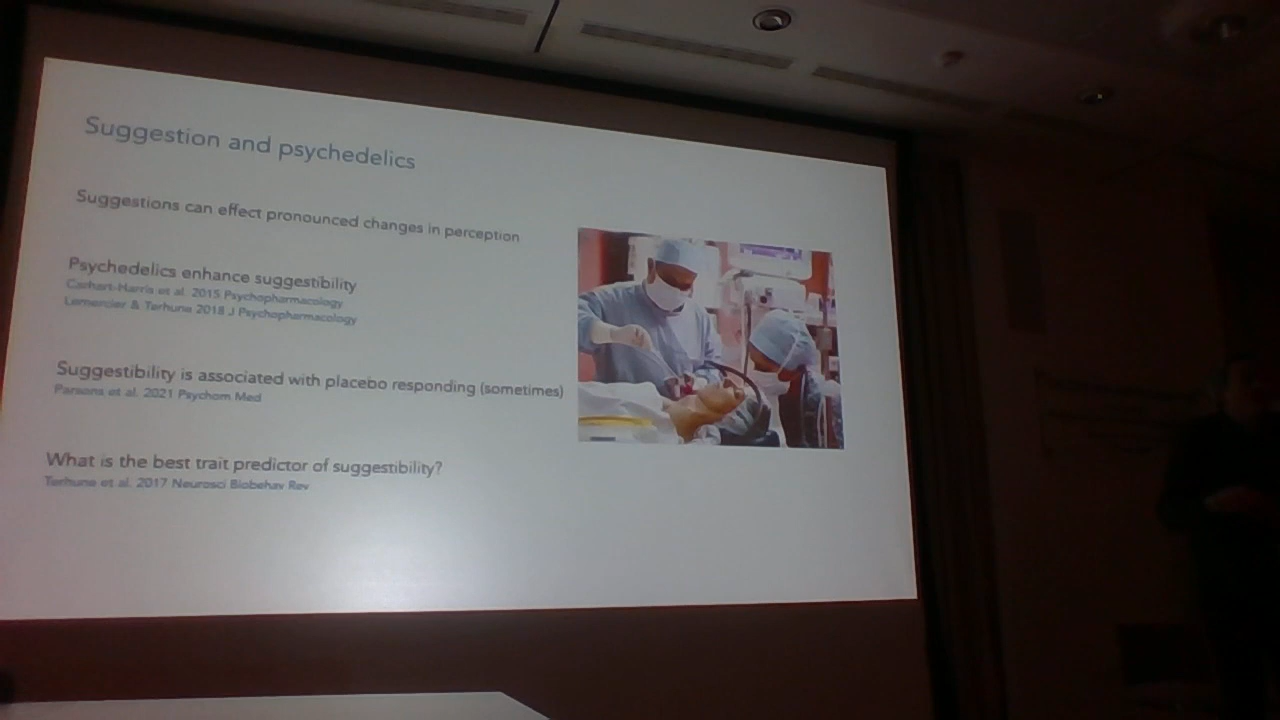 Suggestion and psychedelics
Suggestions can effect pronounced changes in perception
Psychedelics enhance suggestibility
Carhart-Harris et al. 2015 Psychopharmacology
Lemercier & Terhune 2018 J Psychopharmacology
Suggestibility is associated with placebo responding (sometimes)
Parsons et al. 2021 Psychom Med
What is the best trait predictor of suggestibility?
Terhune et al. 2017 Neurosci Biobehav Rev